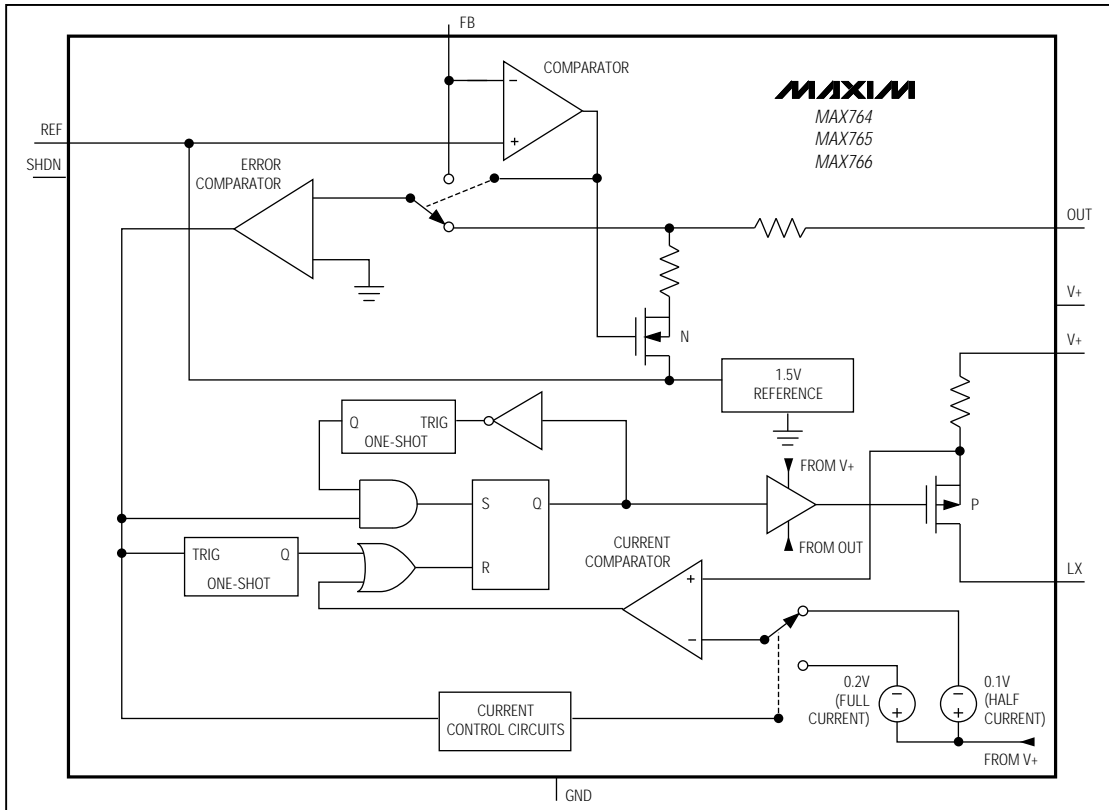 FB
COMPARATOR
−
+
MAXIM
MAX764
MAX765
MAX766
REF
SHDN
ERROR
COMPARATOR
OUT
V+
V+
N
1.5V
REFERENCE
Q TRIG
ONE-SHOT
FROM V+
S Q
R
P
FROM OUT
TRIG Q
ONE-SHOT
CURRENT
COMPARATOR
+
−
LX
CURRENT
CONTROL CIRCUITS
0.2V
(FULL
CURRENT)
−
+
0.1V
(HALF
CURRENT)
−
+
FROM V+
GND